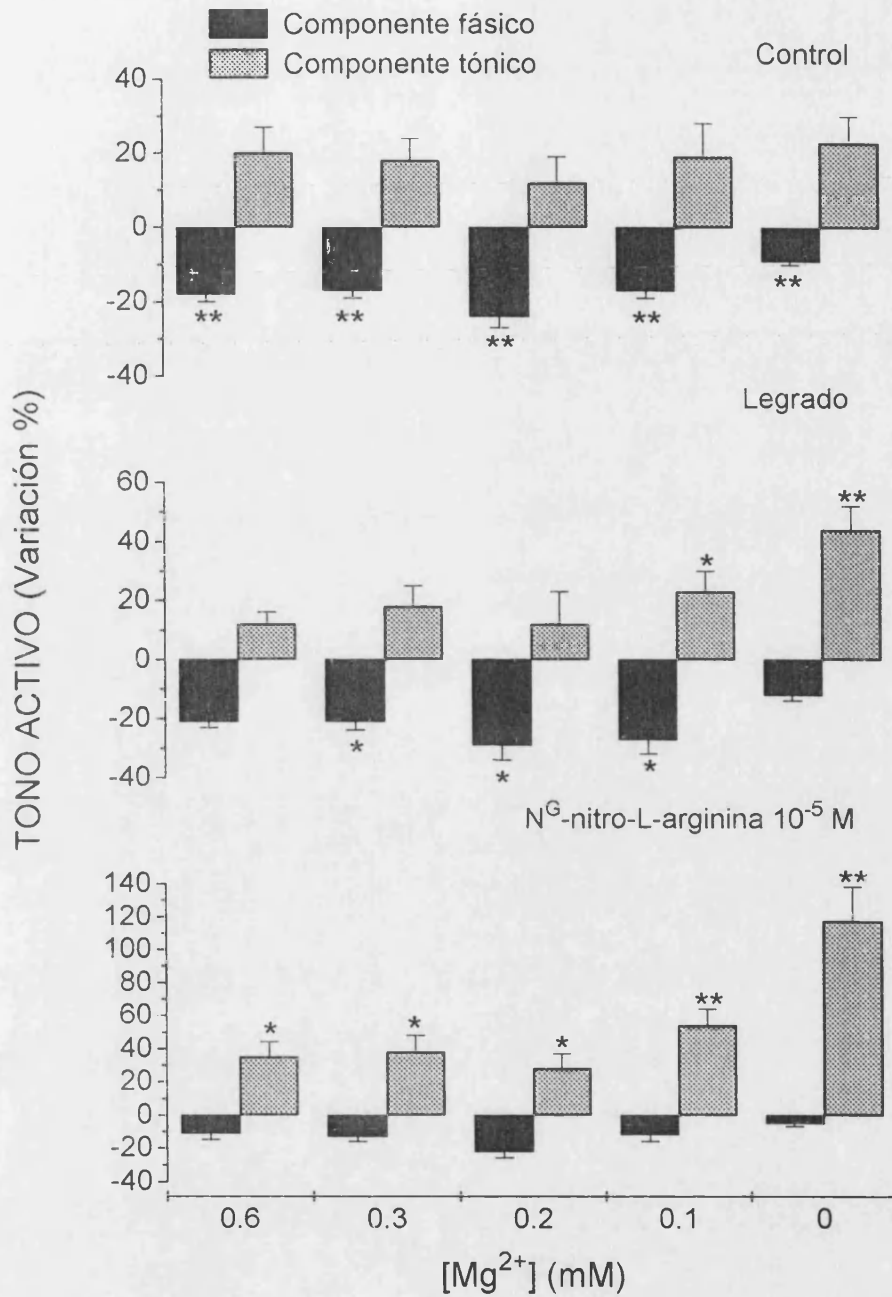 Componente fásico
Componente tónico
Control
40
20
0
-20
-40
** ** ** ** **
Legrado
60
40
20
0
-20
-40
* **
* * *
N^G-nitro-L-arginina 10^-5 M
140
120
100
80
60
40
20
0
-20
-40
* * * ** **
0.6 0.3 0.2 0.1 0
[Mg^2+] (mM)
TONO ACTIVO (Variación %)